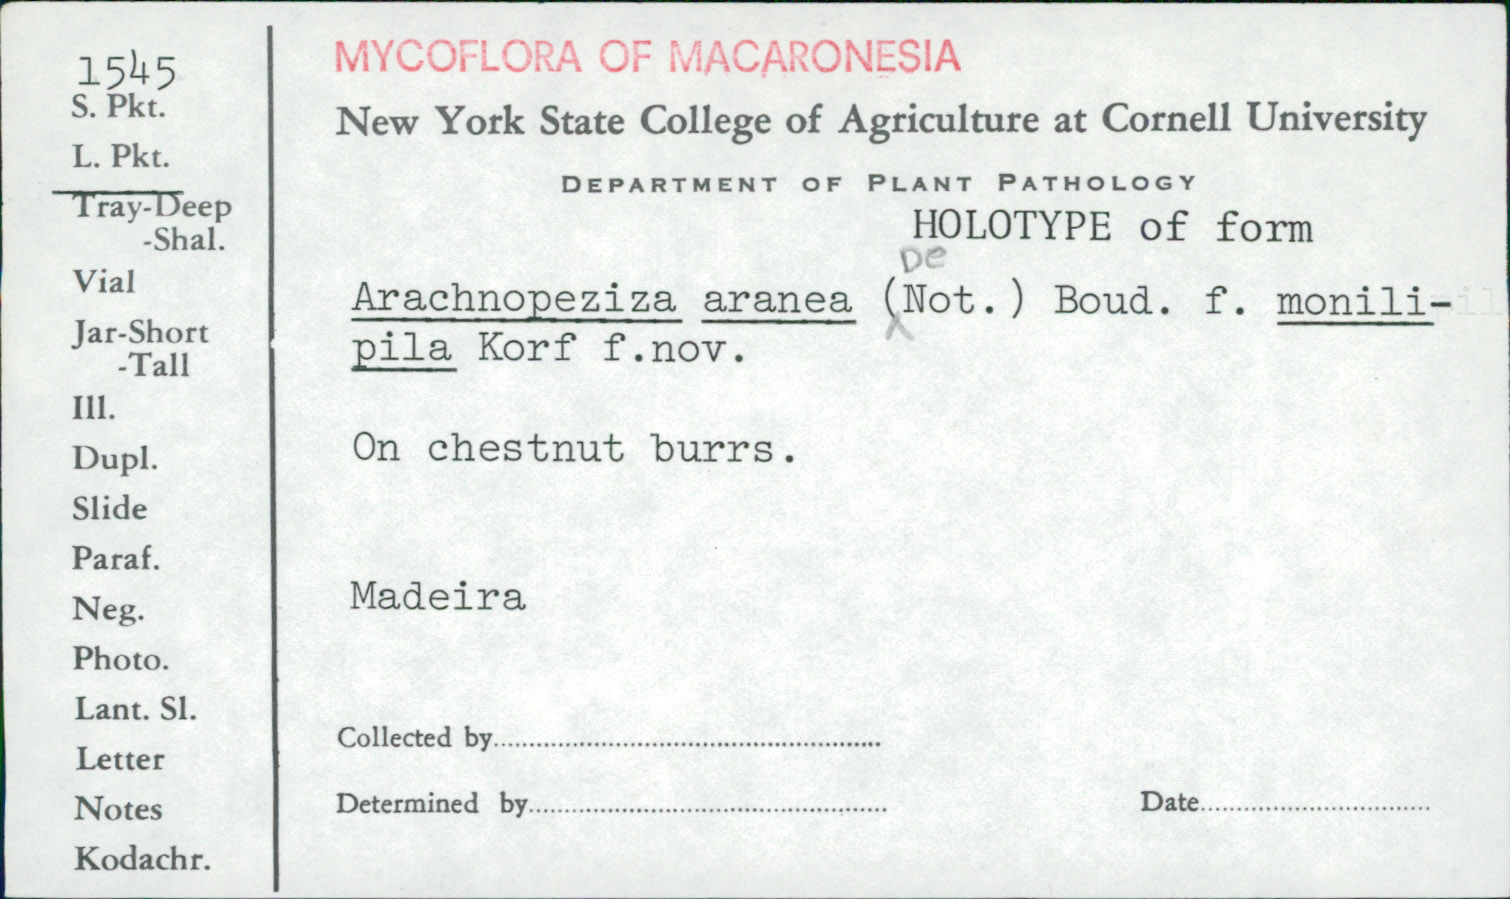 1545
S. Pkt.
L. Pkt.
Tray-Deep
-Shal.
Vial
Jar-Short
-Tall
Ill.
Dupl.
Slide
Paraf.
Neg.
Photo.
Lant. Sl.
Letter
Notes
Kodachr.
MYCOFLORA OF MACARONESIA
New York State College of Agriculture at Cornell University
DEPARTMENT OF PLANT PATHOLOGY
HOLOTYPE of form
De
Arachnopeziza aranea (Not.) Boud. f. monili-
pila Korf f.nov.
On chestnut burrs.
Madeira
Collected by
Determined by
Date